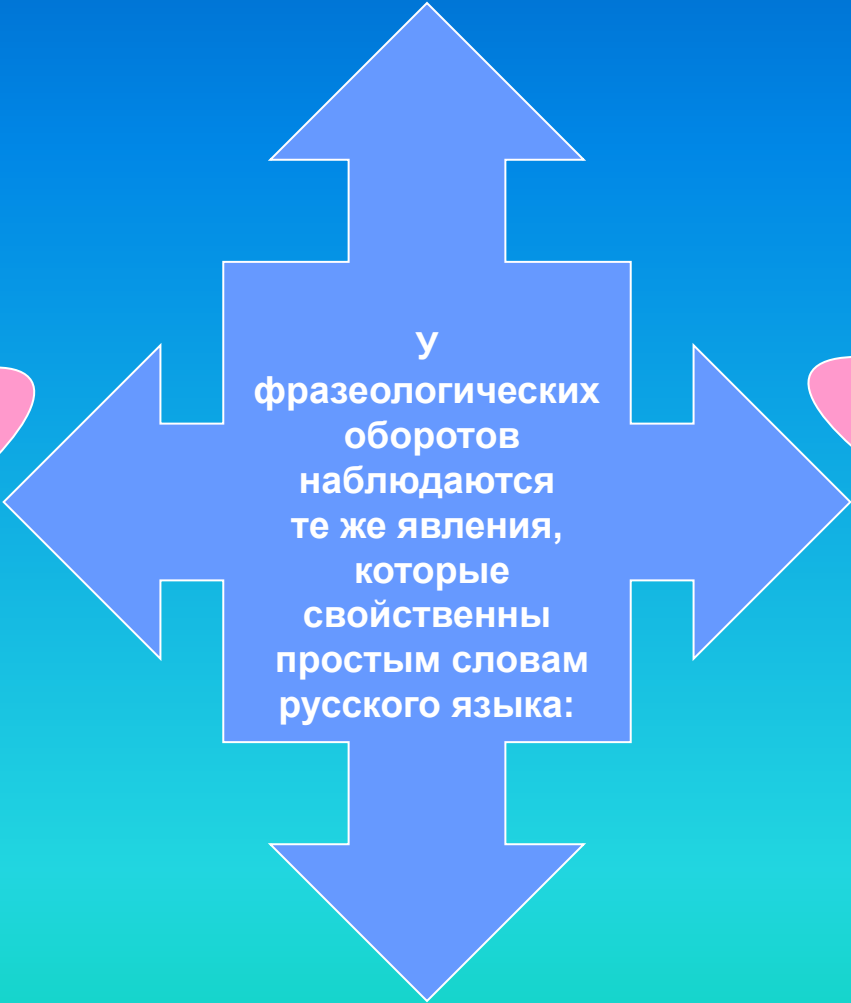 У
фразеологических
оборотов
наблюдаются
те же явления,
которые
свойственны
простым словам
русского языка: